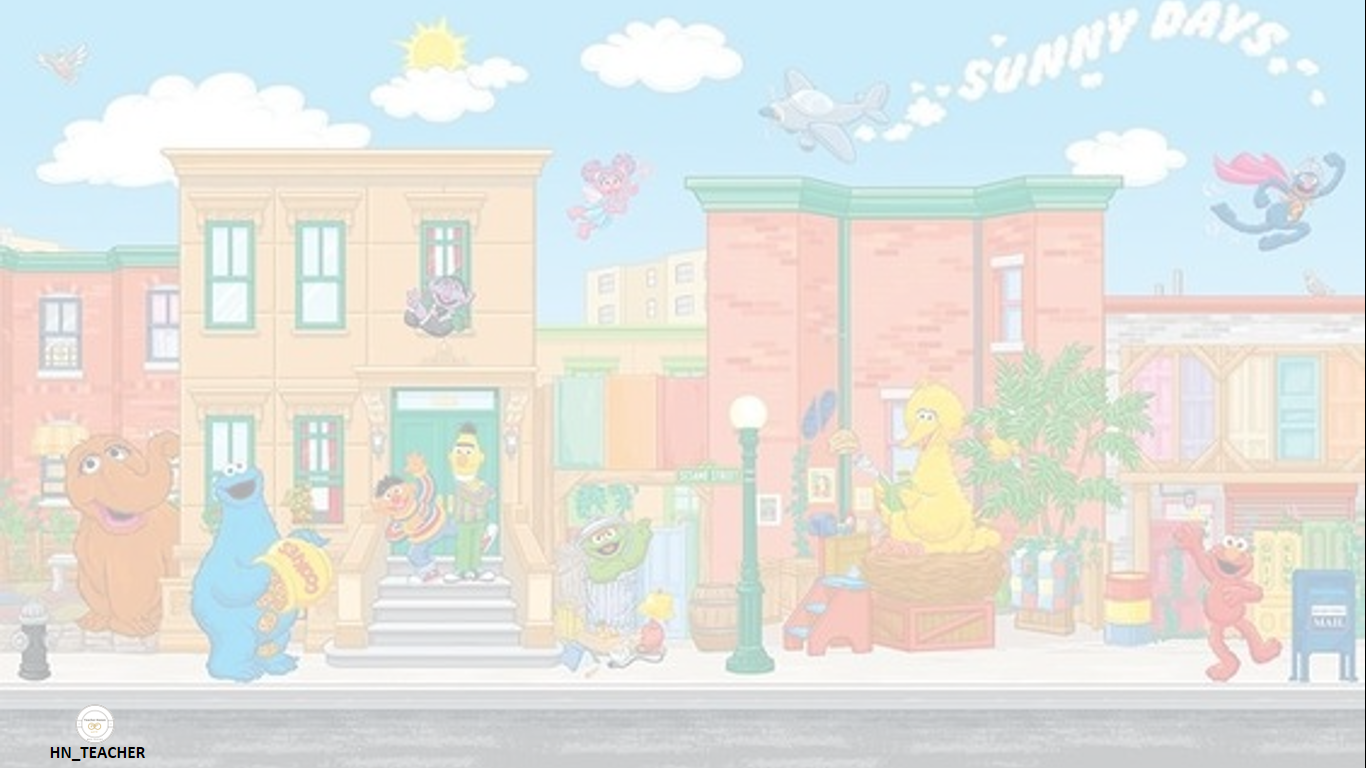 SUNNY DAYS
SESAME STREET
COOKIES
MAIL
HN_TEACHER